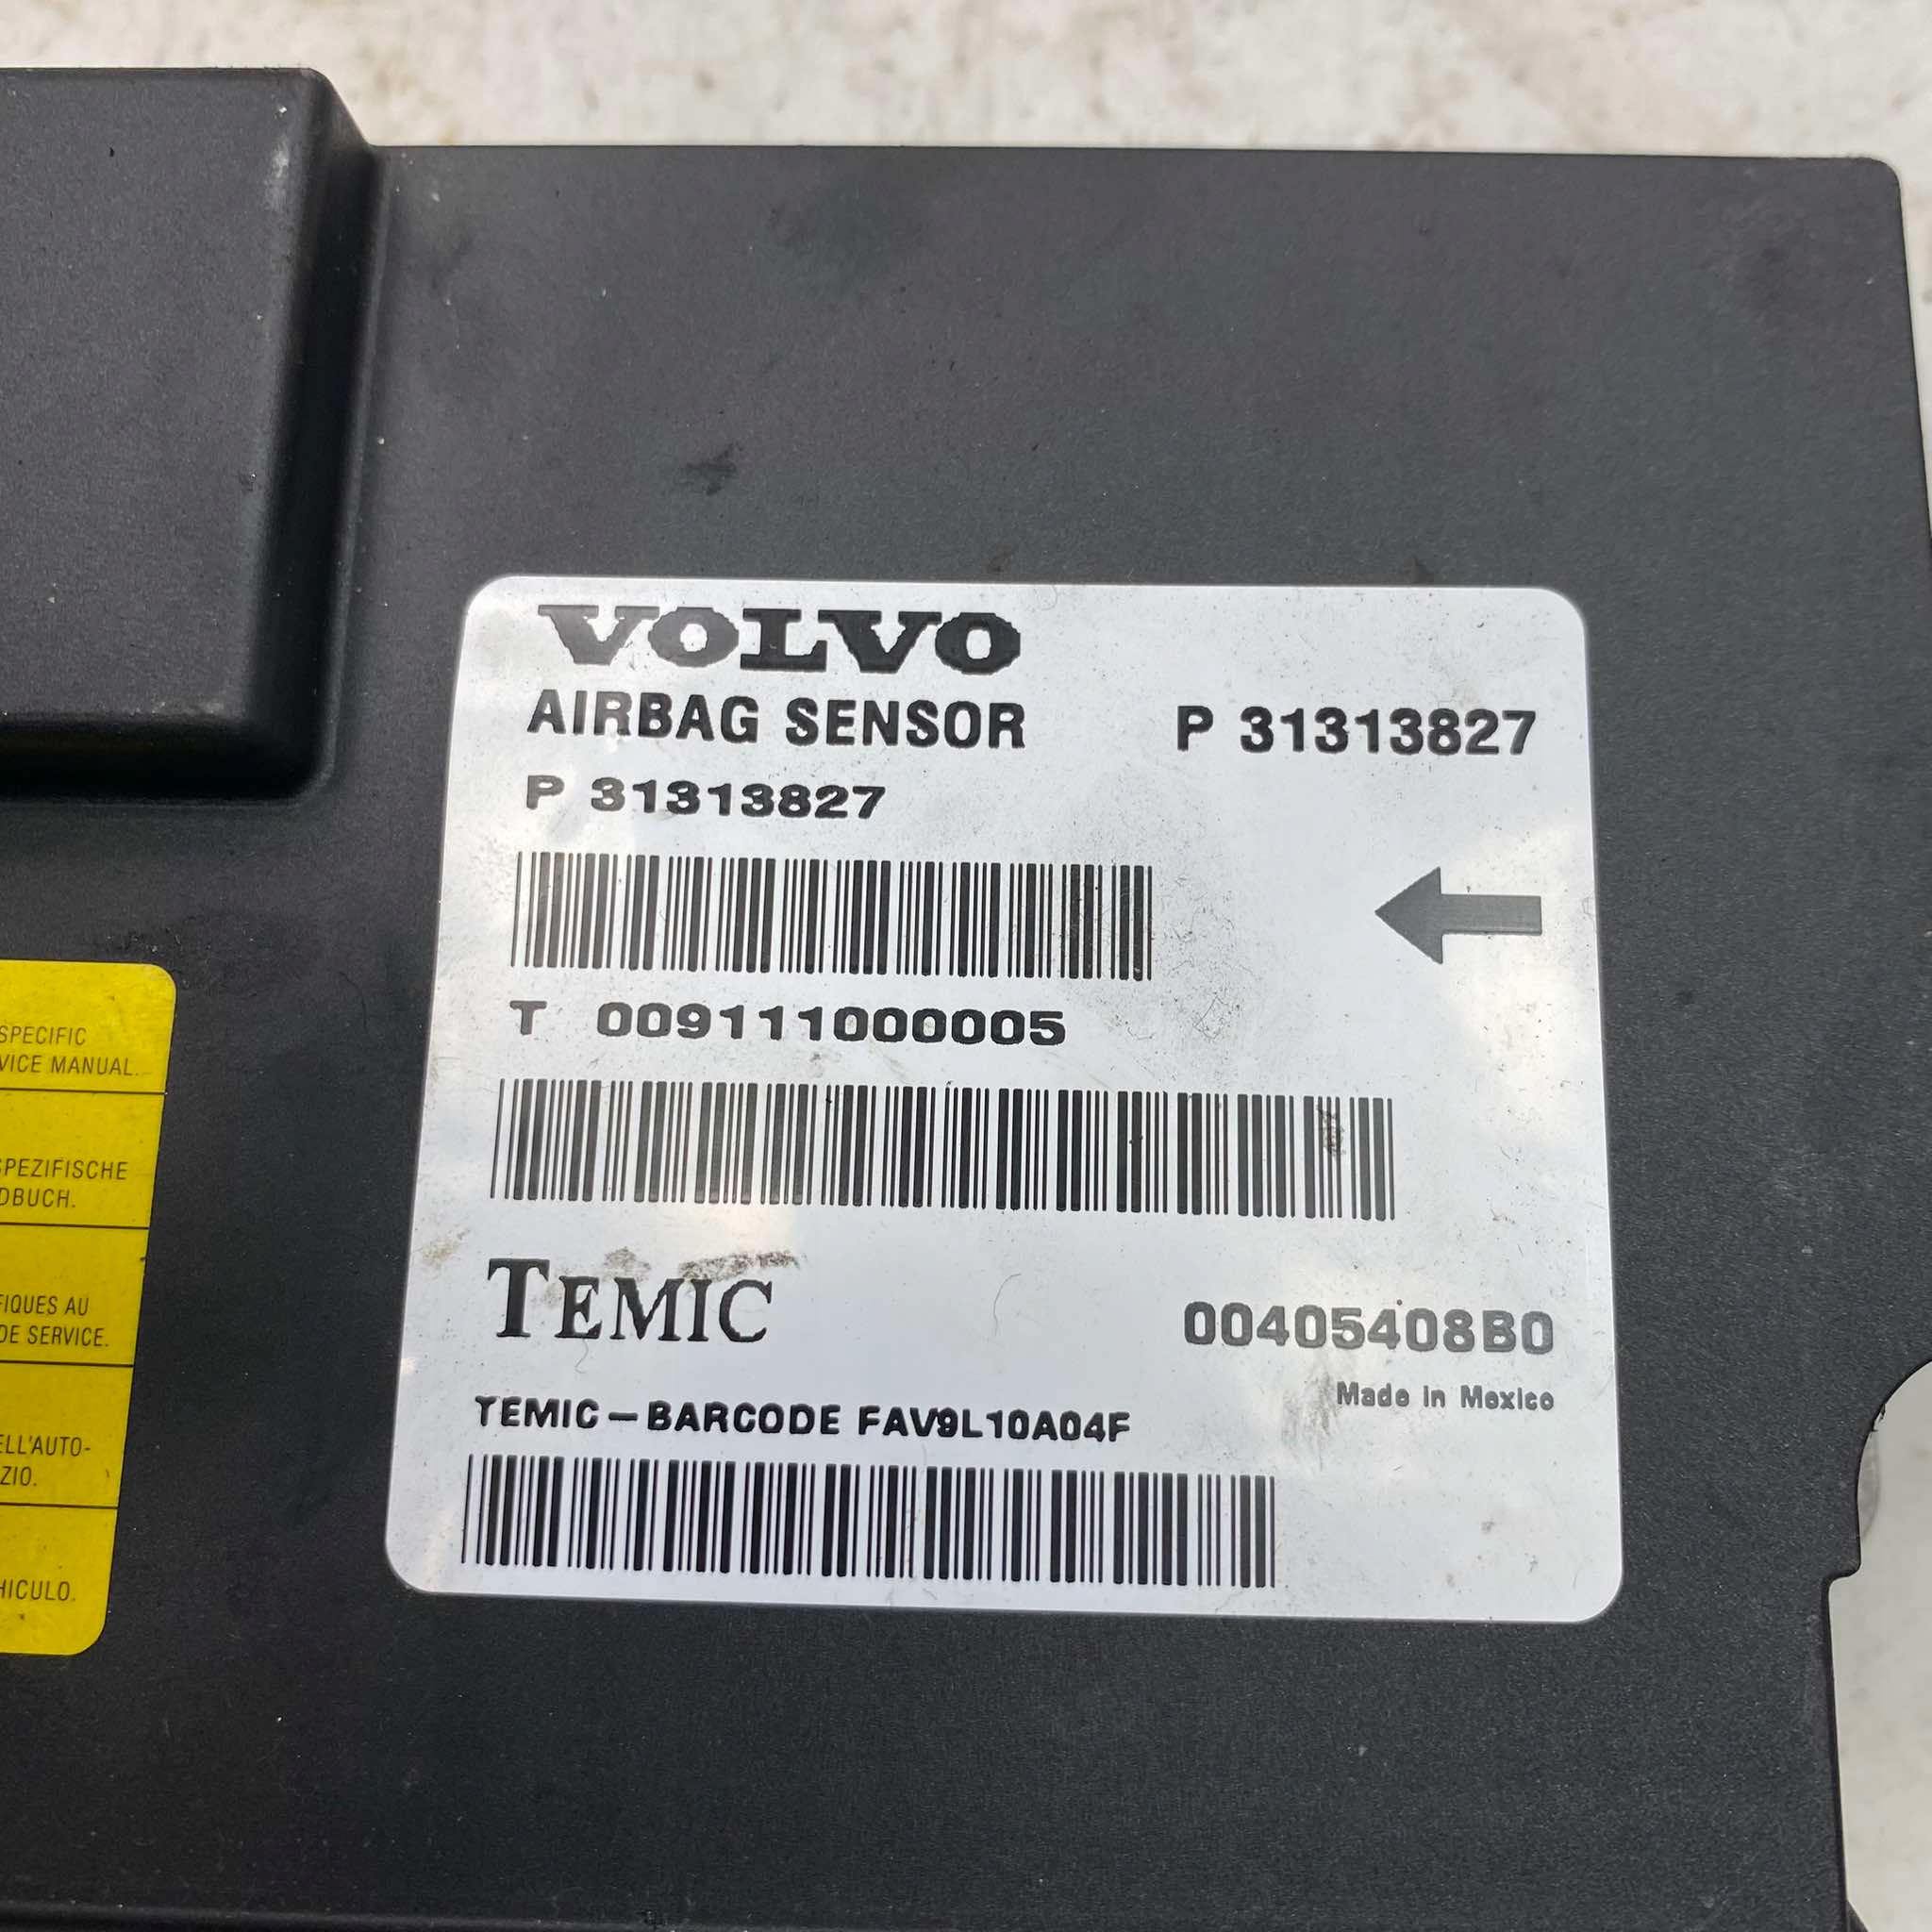 VOLVO
AIRBAG SENSOR P 31313827
P 31313827
T 009111000005
TEMIC 00405408B0
Made in Mexico
TEMIC-BARCODE FAV9L10A04F
SPECIFIC
VICE MANUAL.
SPEZIFISCHE
DBUCH.
FIQUES AU
DE SERVICE.
ELL'AUTO-
ZIO.
HICULO.